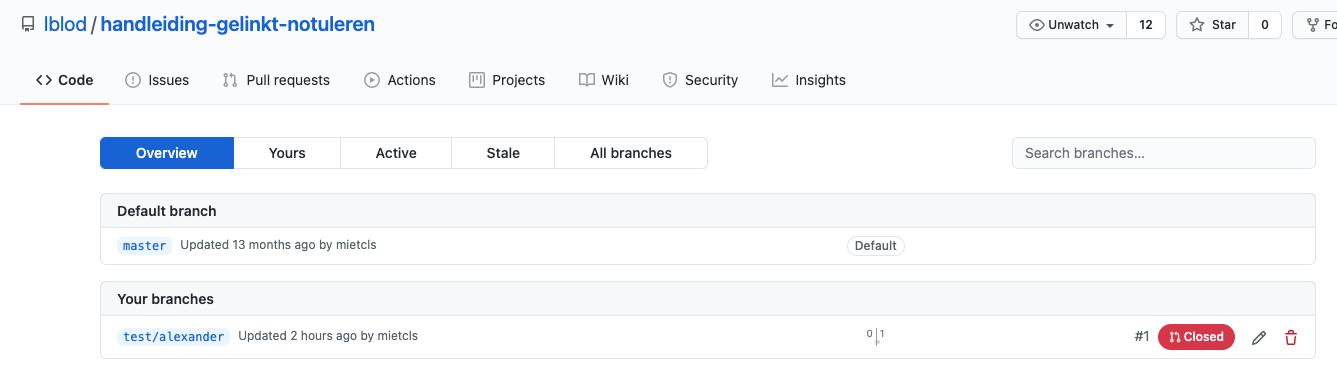 lblod / handleiding-gelinkt-notuleren
Unwatch 12 Star 0 Fo
Code Issues Pull requests Actions Projects Wiki Security Insights
Overview Yours Active Stale All branches Search branches...
Default branch
master Updated 13 months ago by mietcls Default
Your branches
test/alexander Updated 2 hours ago by mietcls 0 1 #1 Closed